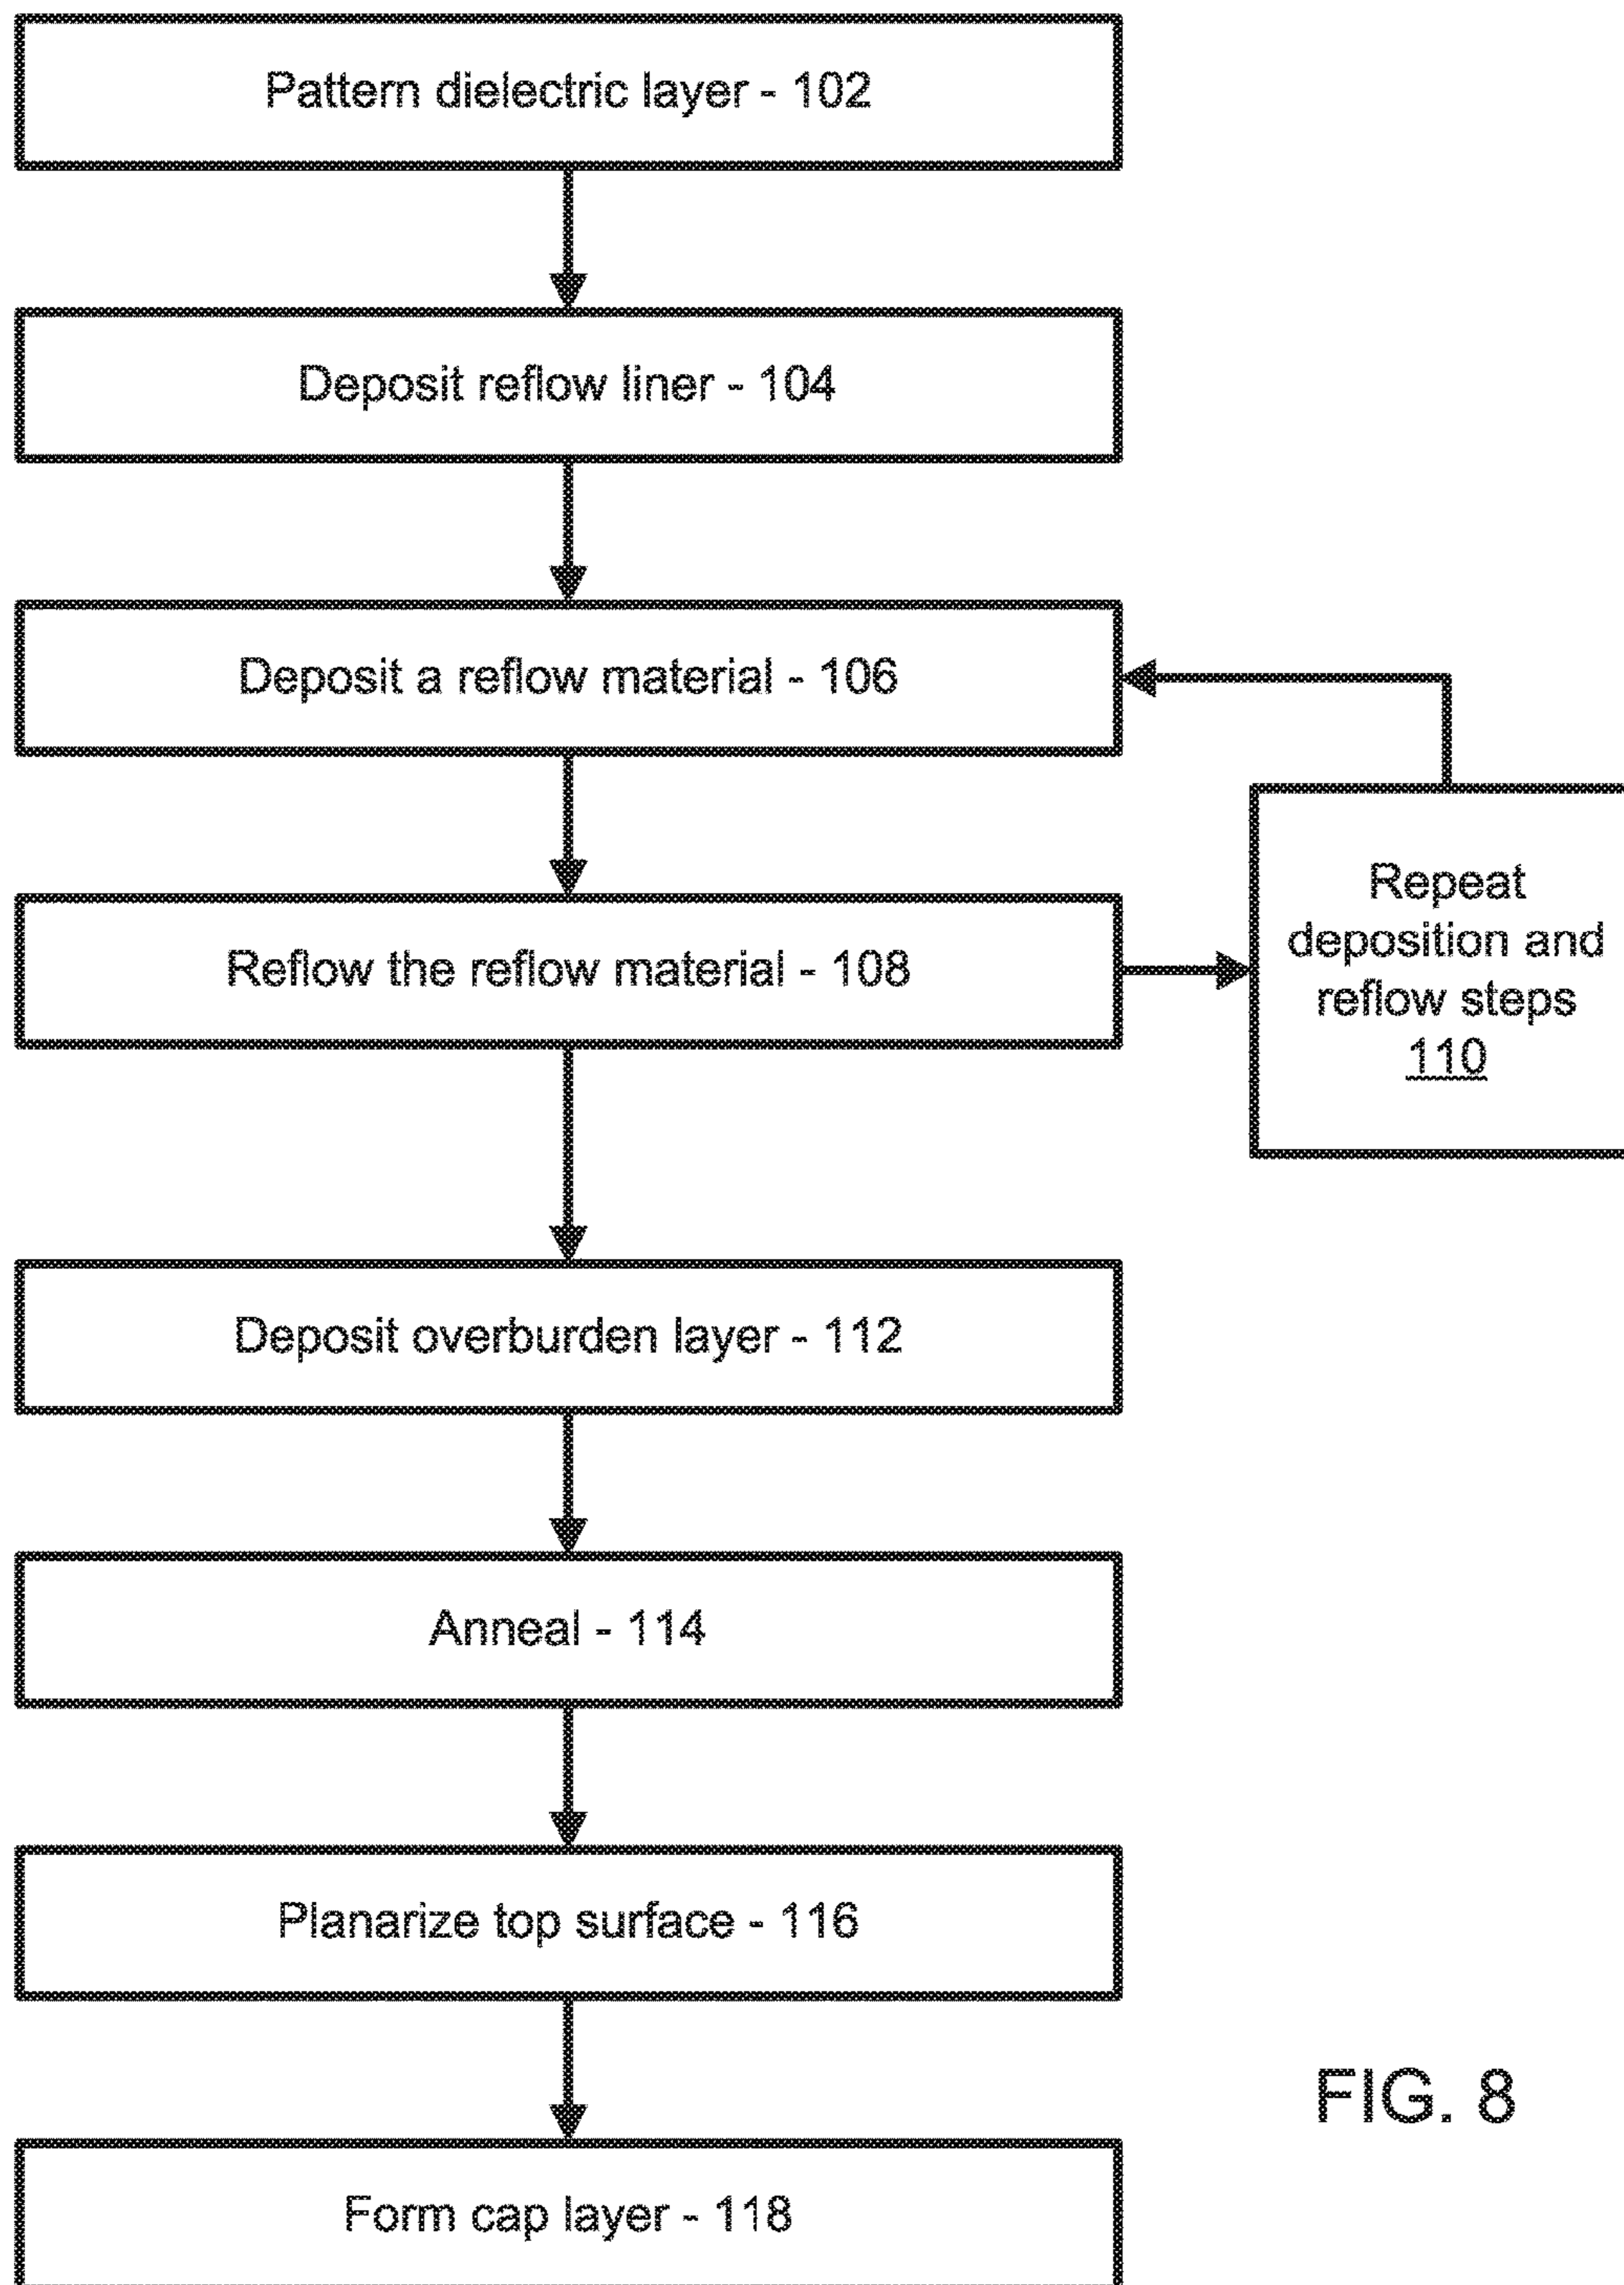 Pattern dielectric layer - 102
Deposit reflow liner - 104
Deposit a reflow material - 106
Reflow the reflow material - 108
Repeat
deposition and
reflow steps
110
Deposit overburden layer - 112
Anneal - 114
Planarize top surface - 116
Form cap layer - 118
FIG. 8